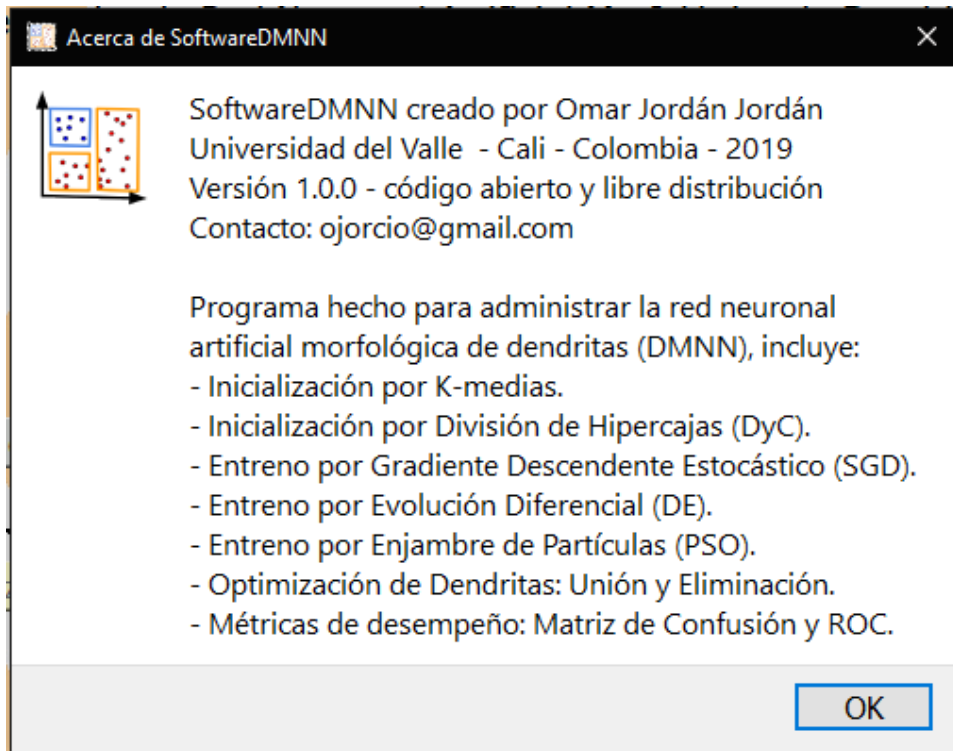 Acerca de SoftwareDMNN
SoftwareDMNN creado por Omar Jordán Jordán
Universidad del Valle - Cali - Colombia - 2019
Versión 1.0.0 - código abierto y libre distribución
Contacto: ojorcio@gmail.com
Programa hecho para administrar la red neuronal
artificial morfológica de dendritas (DMNN), incluye:
- Inicialización por K-medias.
- Inicialización por División de Hipercajas (DyC).
- Entreno por Gradiente Descendente Estocástico (SGD).
- Entreno por Evolución Diferencial (DE).
- Entreno por Enjambre de Partículas (PSO).
- Optimización de Dendritas: Unión y Eliminación.
- Métricas de desempeño: Matriz de Confusión y ROC.
OK